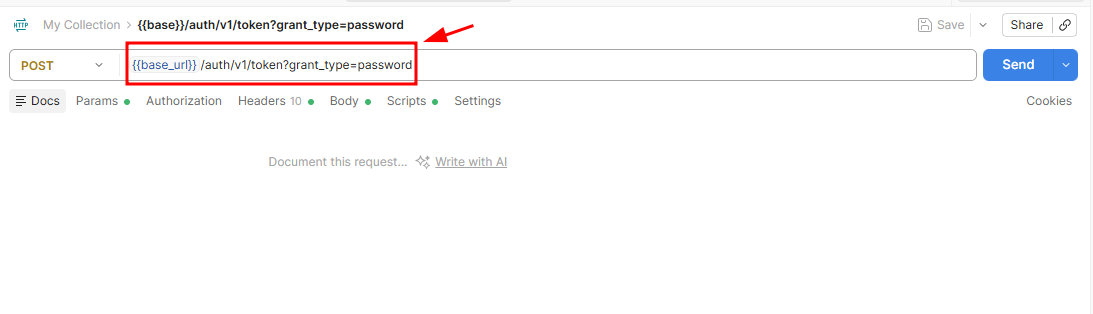 HTTP My Collection > {{base}}/auth/v1/token?grant_type=password Save Share
POST {{base_url}} /auth/v1/token?grant_type=password Send
Docs Params Authorization Headers 10 Body Scripts Settings Cookies
Document this request... Write with AI